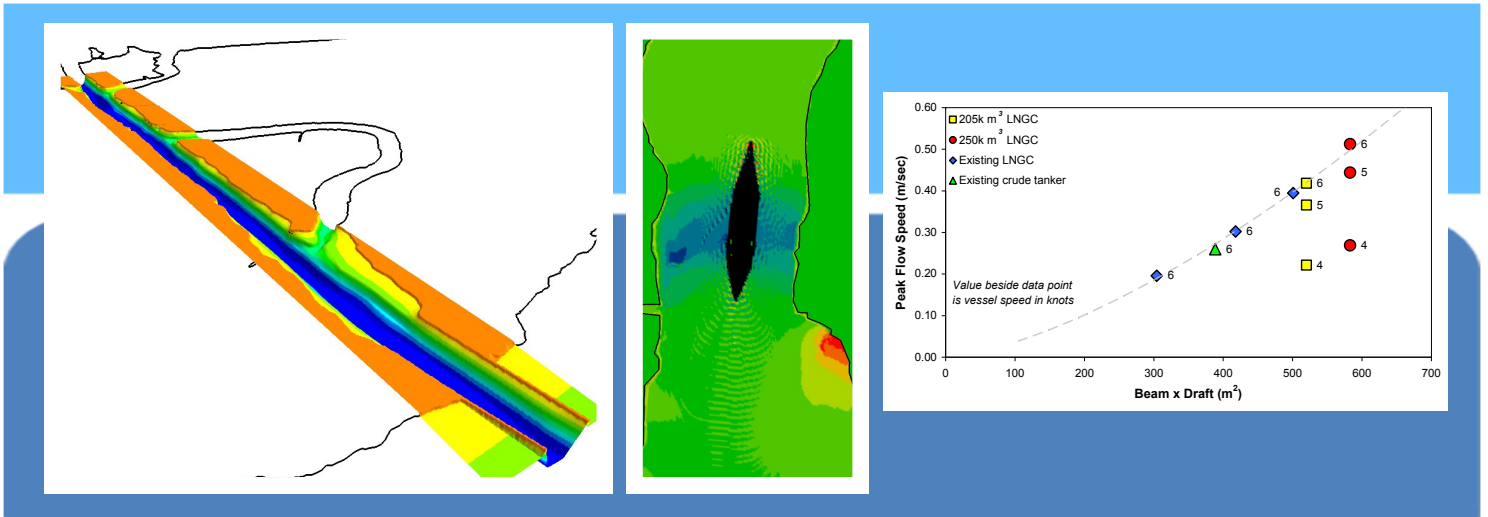 0.60
0.50
0.40
0.30
0.20
0.10
0.00
Peak Flow Speed (m/sec)
205k m³ LNGC
250k m³ LNGC
Existing LNGC
Existing crude tanker
6
5
6
6
5
6
6
4
4
6
Value beside data point
is vessel speed in knots
0 100 200 300 400 500 600 700
Beam x Draft (m²)